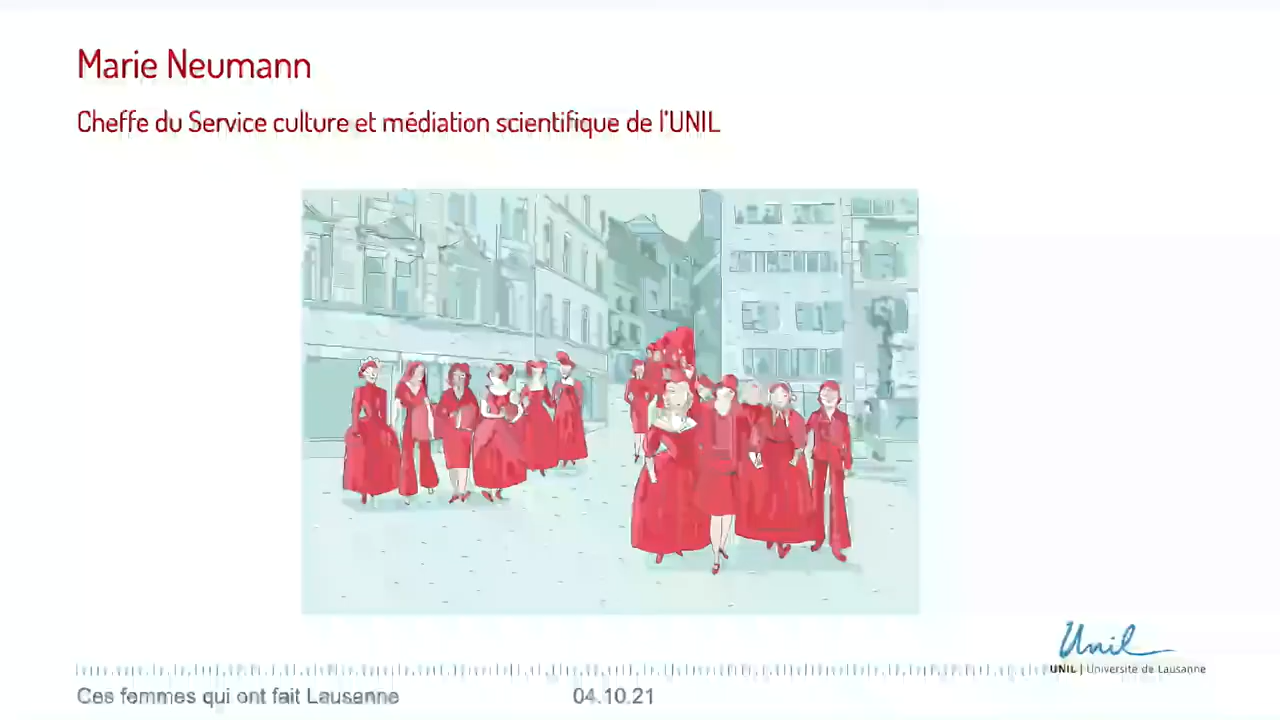 Marie Neumann
Cheffe du Service culture et médiation scientifique de l'UNIL
Unil
UNIL | Université de Lausanne
Ces femmes qui ont fait Lausanne
04.10.21